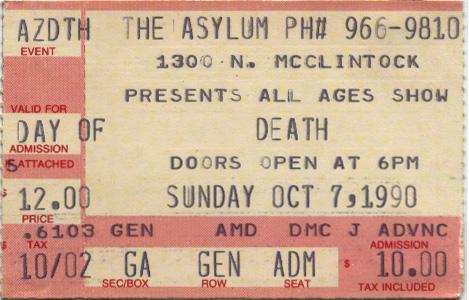 AZDTH THE ASYLUM PH# 966-9810
EVENT
1300 N. MCCLINTOCK
PRESENTS ALL AGES SHOW
VALID FOR
DAY OF DEATH
ADMISSION
DOORS OPEN AT 6PM
IF ATTACHED
$ 12.00 SUNDAY OCT 7,1990
PRICE
.6103 GEN AMD DMC J ADVNC
$ TAX ADMISSION
10/02 GA GEN ADM $ 10.00
SEC/BOX ROW SEAT TAX INCLUDED